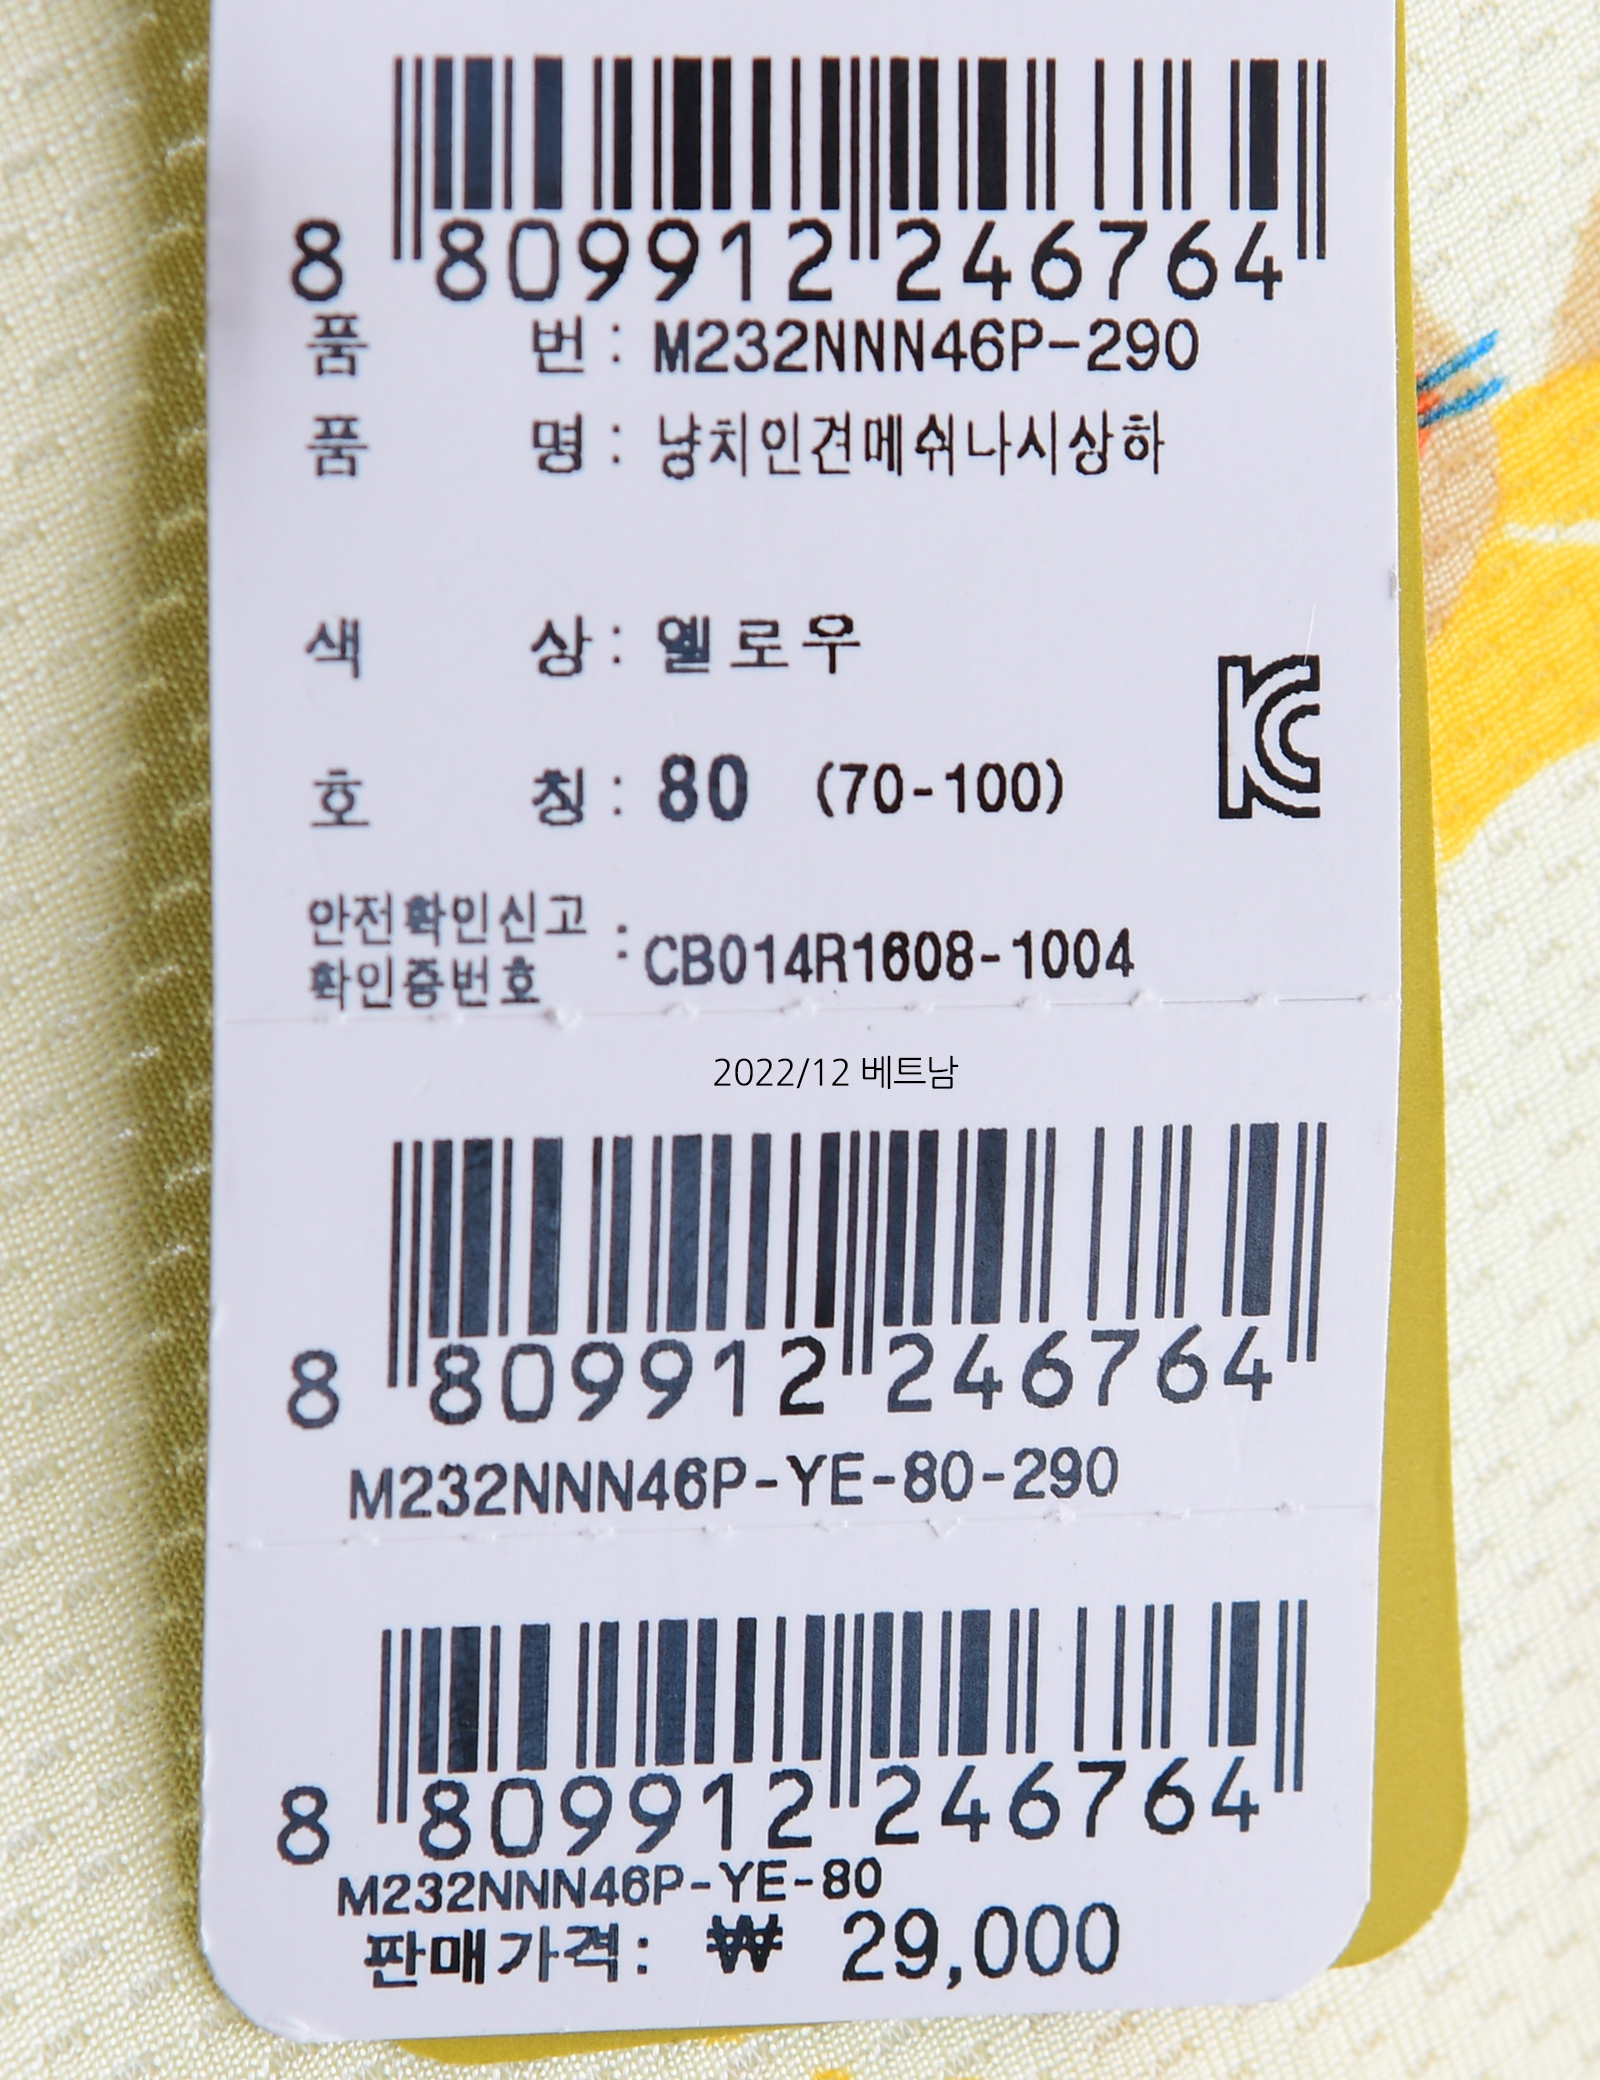 8 809912 246764
품 번 : M232NNN46P-290
품 명 : 냥치인견메쉬나시상하
색 상 : 옐로우
호 칭 : 80 (70-100)
안전확인신고
확인증번호 : CB014R1608-1004
2022/12 베트남
8 809912 246764
M232NNN46P-YE-80-290
8 809912 246764
M232NNN46P-YE-80
판매가격: ₩ 29,000